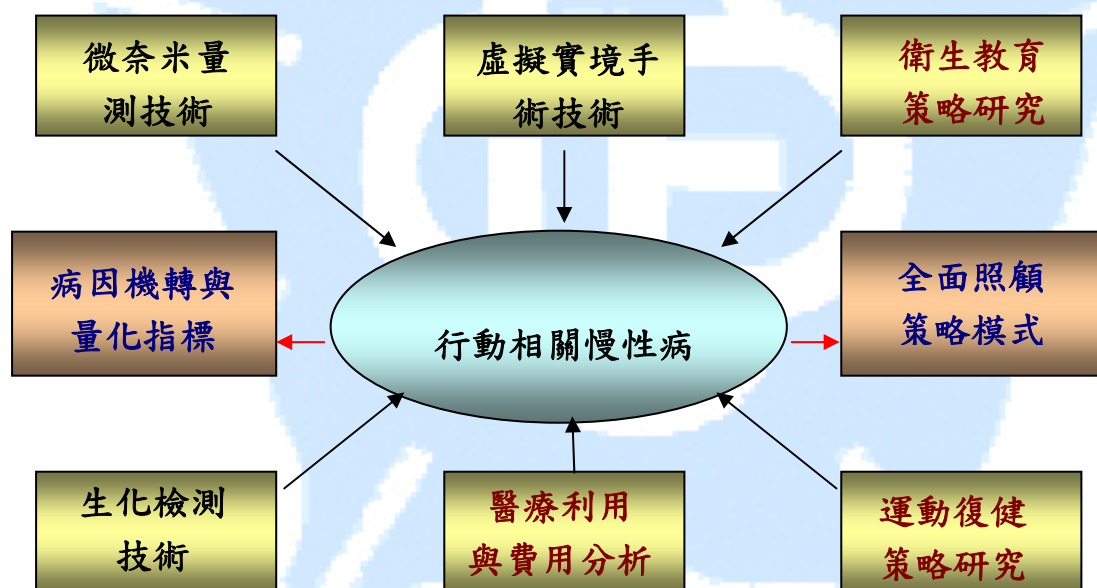 微奈米量
測技術
虛擬實境手
術技術
衛生教育
策略研究
病因機轉與
量化指標
行動相關慢性病
全面照顧
策略模式
生化檢測
技術
醫療利用
與費用分析
運動復健
策略研究